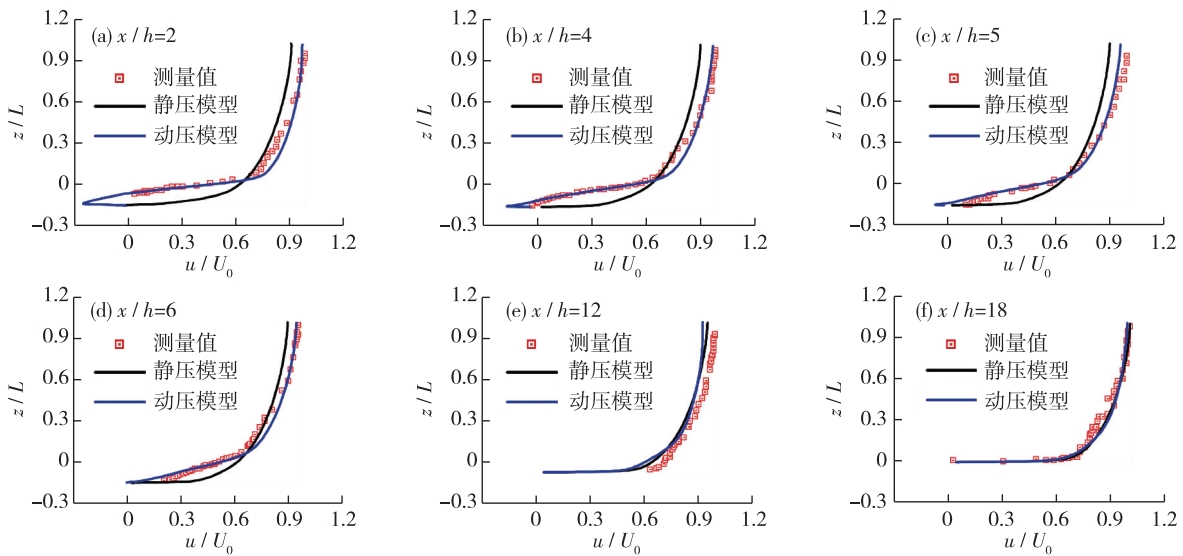 (a) x / h=2
1.2
0.9
0.6
0.3
0
−0.3
z / L
测量值
静压模型
动压模型
0 0.3 0.6 0.9 1.2
u / U₀
(b) x / h=4
1.2
0.9
0.6
0.3
0
−0.3
z / L
测量值
静压模型
动压模型
0 0.3 0.6 0.9 1.2
u / U₀
(c) x / h=5
1.2
0.9
0.6
0.3
0
−0.3
z / L
测量值
静压模型
动压模型
0 0.3 0.6 0.9 1.2
u / U₀
(d) x / h=6
1.2
0.9
0.6
0.3
0
−0.3
z / L
测量值
静压模型
动压模型
0 0.3 0.6 0.9 1.2
u / U₀
(e) x / h=12
1.2
0.9
0.6
0.3
0
−0.3
z / L
测量值
静压模型
动压模型
0 0.3 0.6 0.9 1.2
u / U₀
(f) x / h=18
1.2
0.9
0.6
0.3
0
−0.3
z / L
测量值
静压模型
动压模型
0 0.3 0.6 0.9 1.2
u / U₀